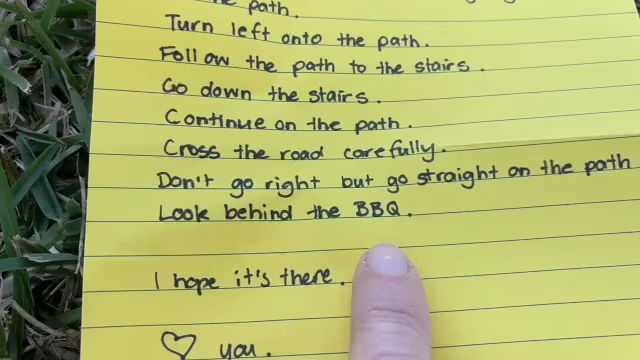 the path.
Turn left onto the path.
Follow the path to the stairs.
Go down the stairs.
Continue on the path.
Cross the road carefully.
Don't go right but go straight on the path
Look behind the BBQ.
I hope it's there.
♡ you.